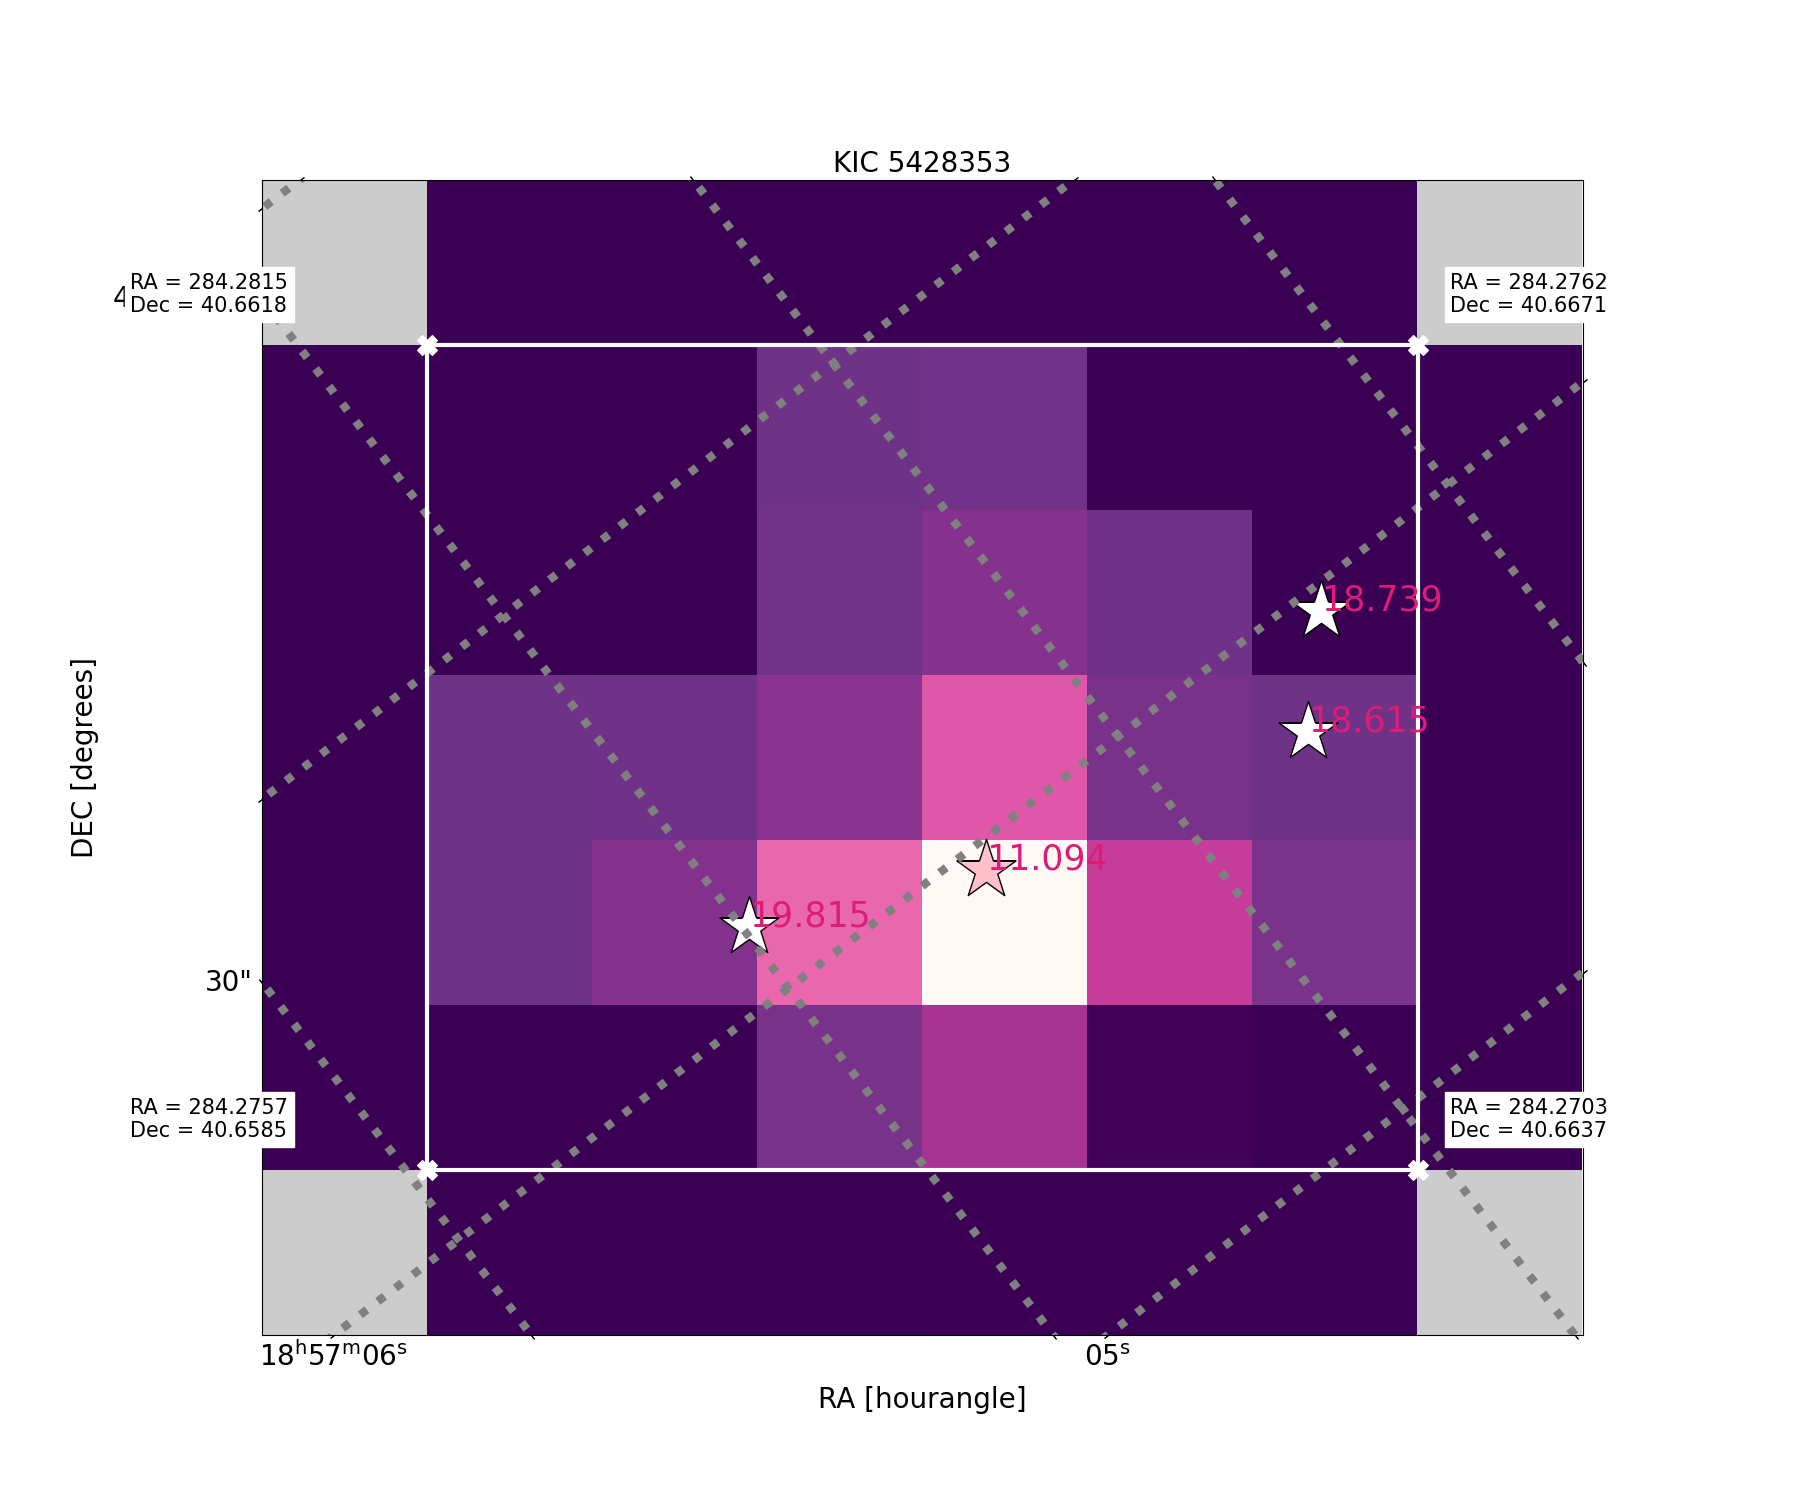 KIC 5428353
RA = 284.2815
Dec = 40.6618
RA = 284.2762
Dec = 40.6671
18.739
18.615
11.094
19.815
DEC [degrees]
30"
RA = 284.2757
Dec = 40.6585
RA = 284.2703
Dec = 40.6637
18ʰ57ᵐ06ˢ
05ˢ
RA [hourangle]